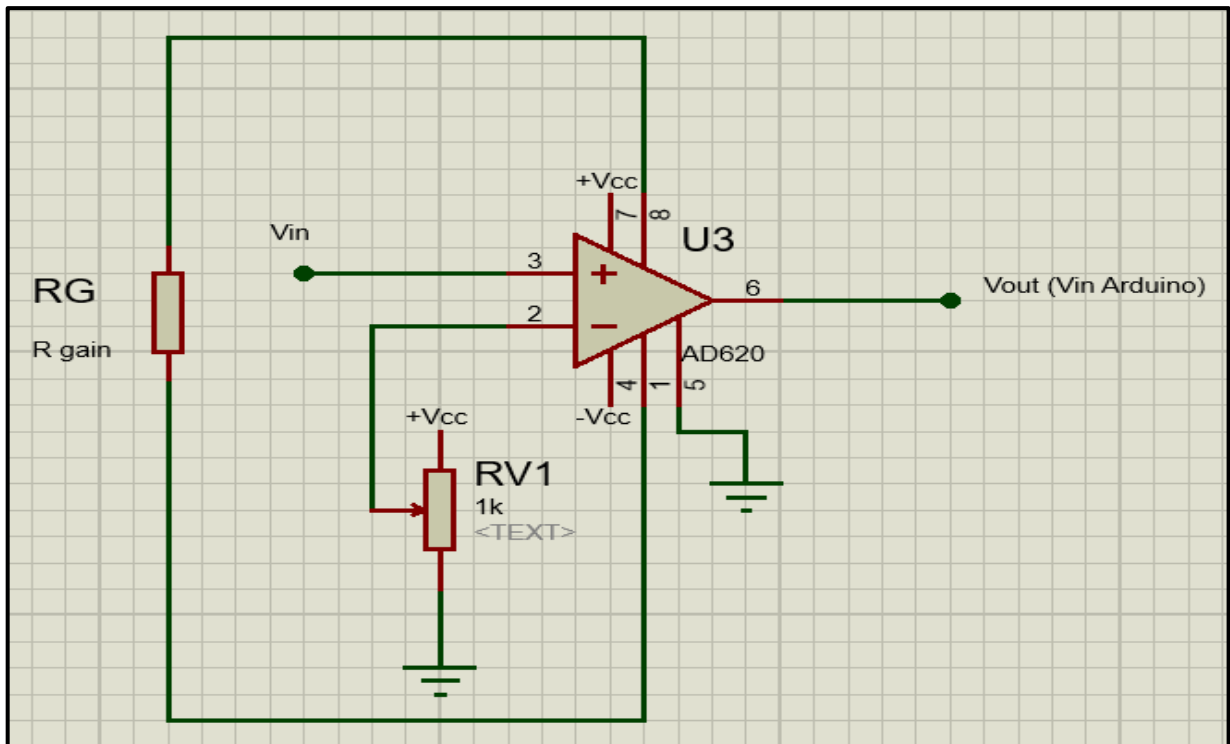 +Vcc
7
8
U3
Vin
3
RG
6
Vout (Vin Arduino)
2
R gain
AD620
4
1
5
-Vcc
+Vcc
RV1
1k
<TEXT>